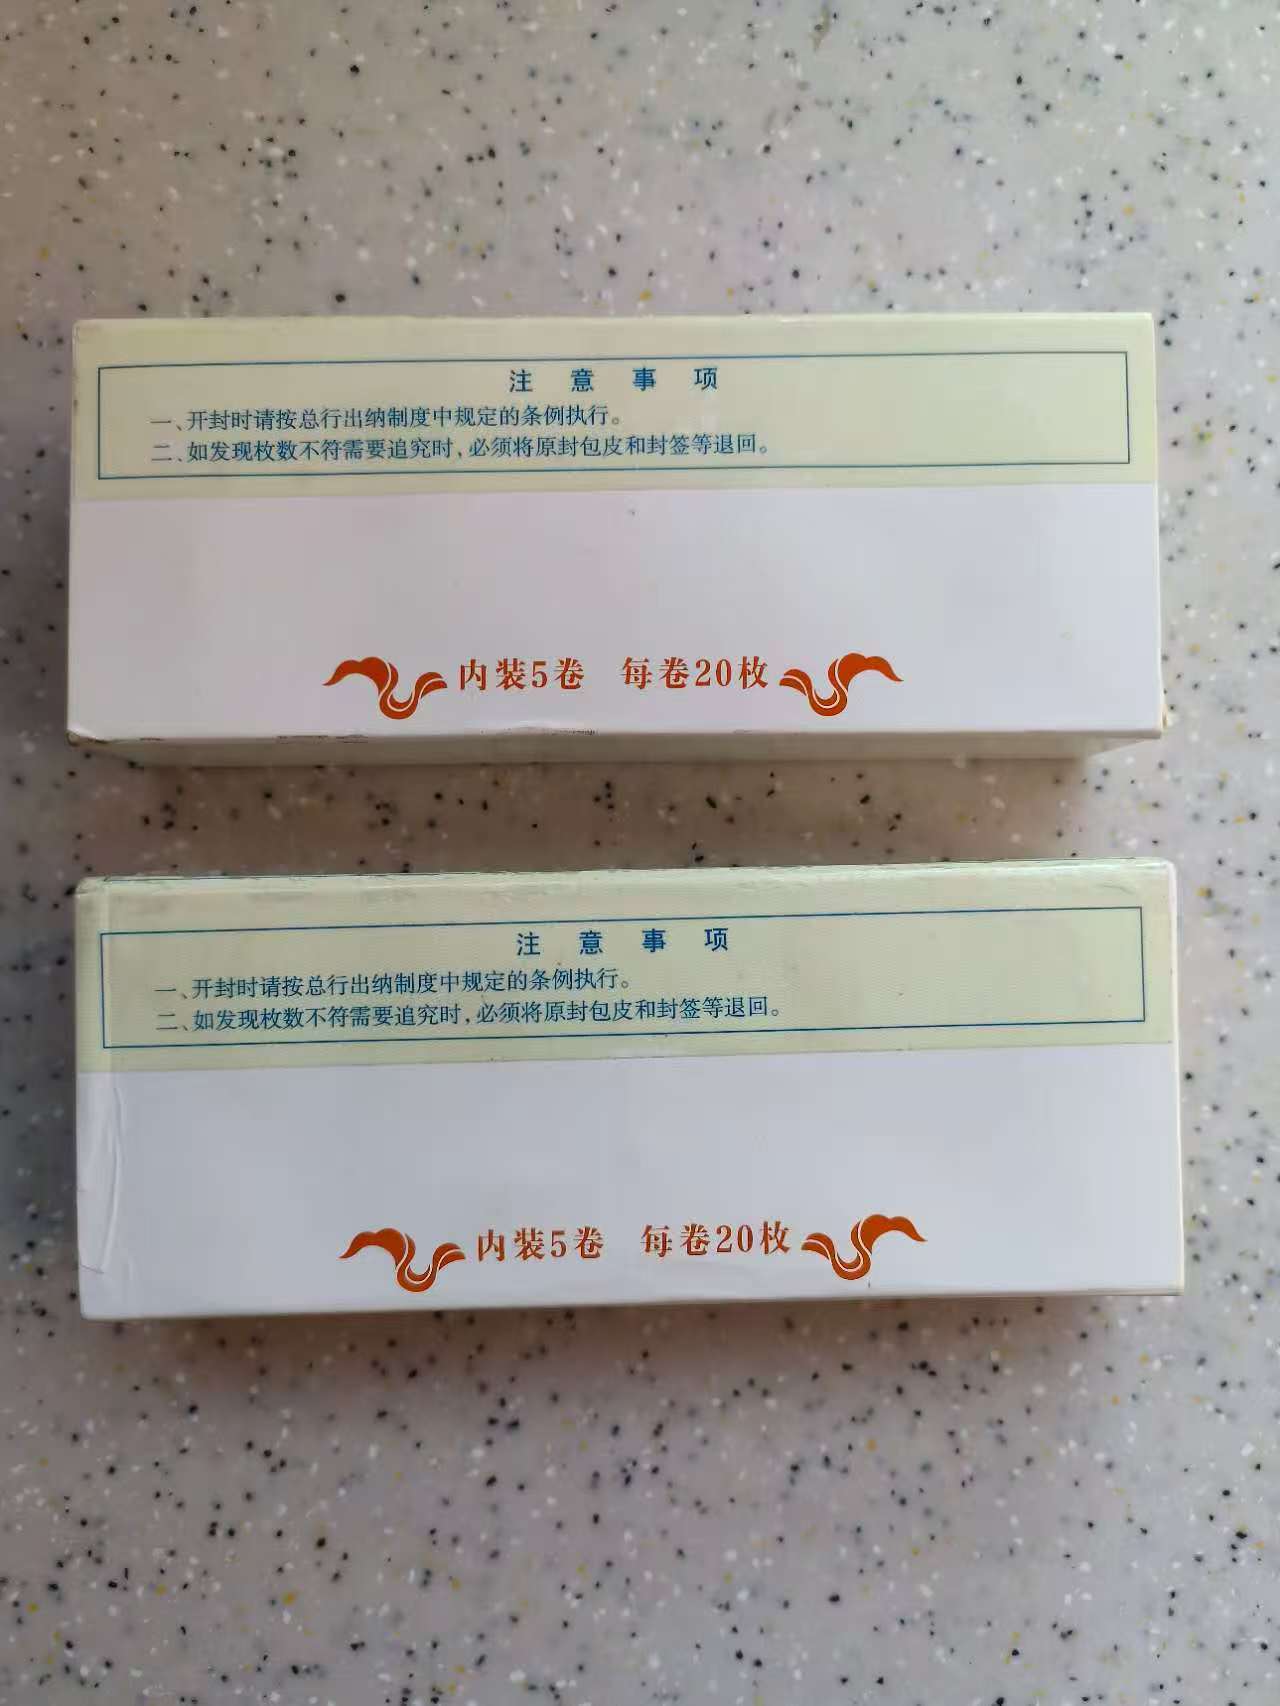 注意事项
一、开封时请按总行出纳制度中规定的条例执行。
二、如发现枚数不符需要追究时，必须将原封包皮和封签等退回。
内装5卷 每卷20枚
注意事项
一、开封时请按总行出纳制度中规定的条例执行。
二、如发现枚数不符需要追究时，必须将原封包皮和封签等退回。
内装5卷 每卷20枚